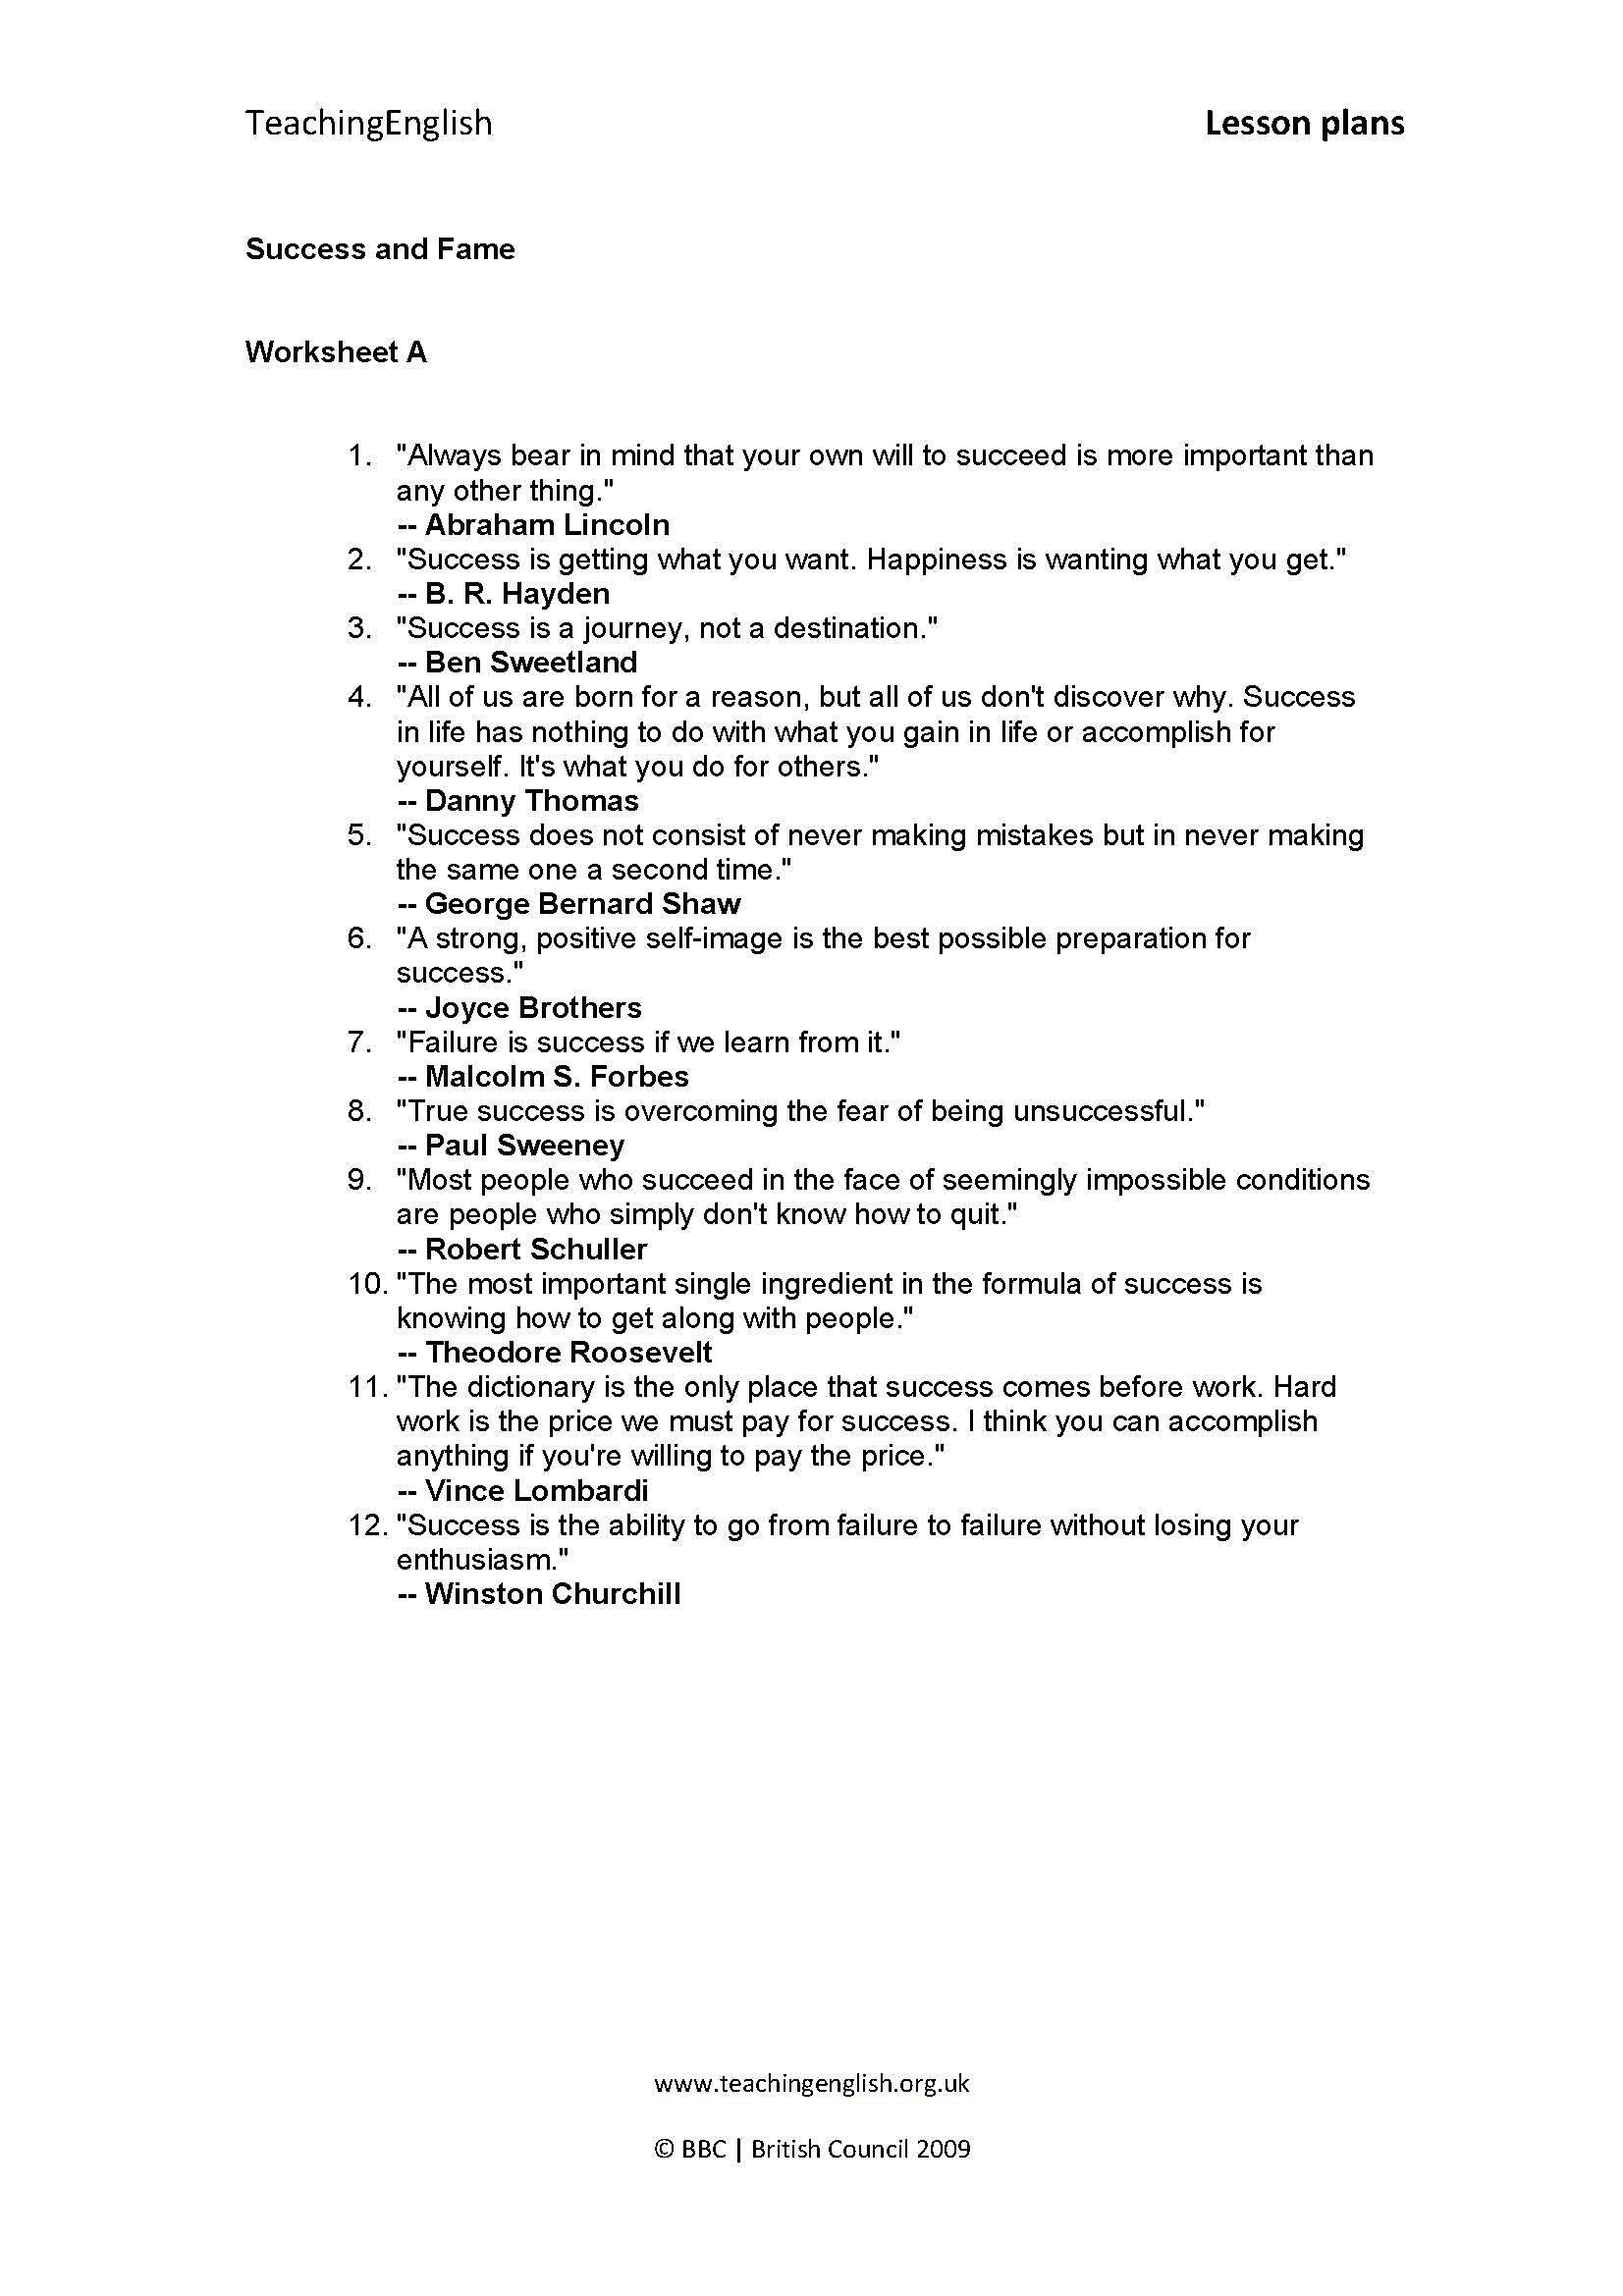 TeachingEnglish Lesson plans
Success and Fame
Worksheet A
1. "Always bear in mind that your own will to succeed is more important than
any other thing."
-- Abraham Lincoln
2. "Success is getting what you want. Happiness is wanting what you get."
-- B. R. Hayden
3. "Success is a journey, not a destination."
-- Ben Sweetland
4. "All of us are born for a reason, but all of us don't discover why. Success
in life has nothing to do with what you gain in life or accomplish for
yourself. It's what you do for others."
-- Danny Thomas
5. "Success does not consist of never making mistakes but in never making
the same one a second time."
-- George Bernard Shaw
6. "A strong, positive self-image is the best possible preparation for
success."
-- Joyce Brothers
7. "Failure is success if we learn from it."
-- Malcolm S. Forbes
8. "True success is overcoming the fear of being unsuccessful."
-- Paul Sweeney
9. "Most people who succeed in the face of seemingly impossible conditions
are people who simply don't know how to quit."
-- Robert Schuller
10. "The most important single ingredient in the formula of success is
knowing how to get along with people."
-- Theodore Roosevelt
11. "The dictionary is the only place that success comes before work. Hard
work is the price we must pay for success. I think you can accomplish
anything if you're willing to pay the price."
-- Vince Lombardi
12. "Success is the ability to go from failure to failure without losing your
enthusiasm."
-- Winston Churchill
www.teachingenglish.org.uk
© BBC | British Council 2009